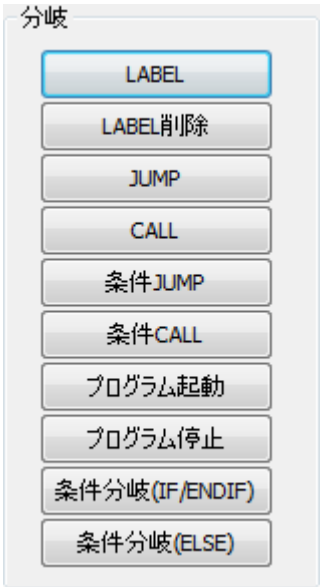 分岐
LABEL
LABEL削除
JUMP
CALL
条件JUMP
条件CALL
プログラム起動
プログラム停止
条件分岐(IF/ENDIF)
条件分岐(ELSE)